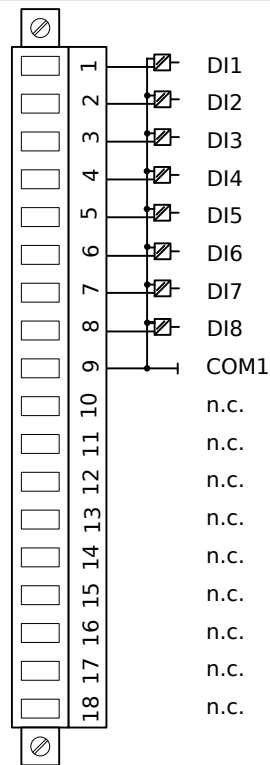 1 DI1
2 DI2
3 DI3
4 DI4
5 DI5
6 DI6
7 DI7
8 DI8
9 COM1
10 n.c.
11 n.c.
12 n.c.
13 n.c.
14 n.c.
15 n.c.
16 n.c.
17 n.c.
18 n.c.